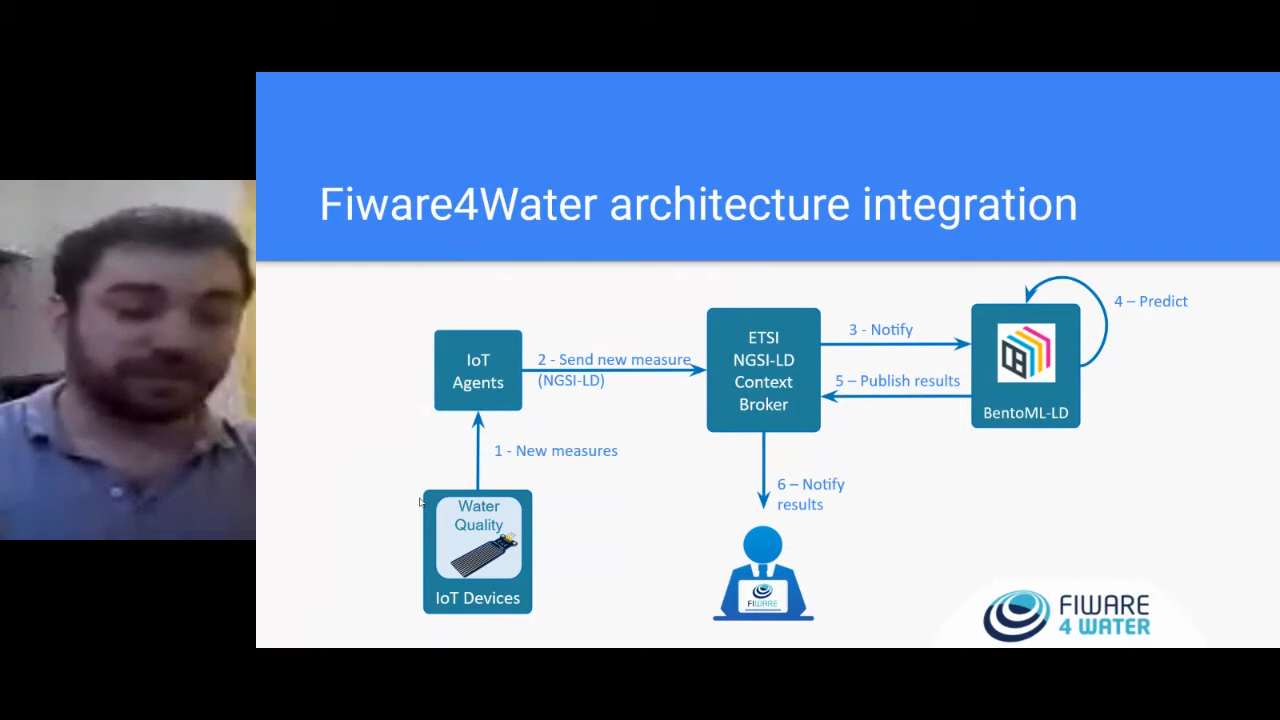 Fiware4Water architecture integration
IoT
Agents
2 - Send new measure
(NGSI-LD)
ETSI
NGSI-LD
Context
Broker
3 - Notify
5 – Publish results
4 – Predict
BentoML-LD
1 - New measures
Water
Quality
IoT Devices
6 – Notify
results
FIWARE
FIWARE
4 WATER